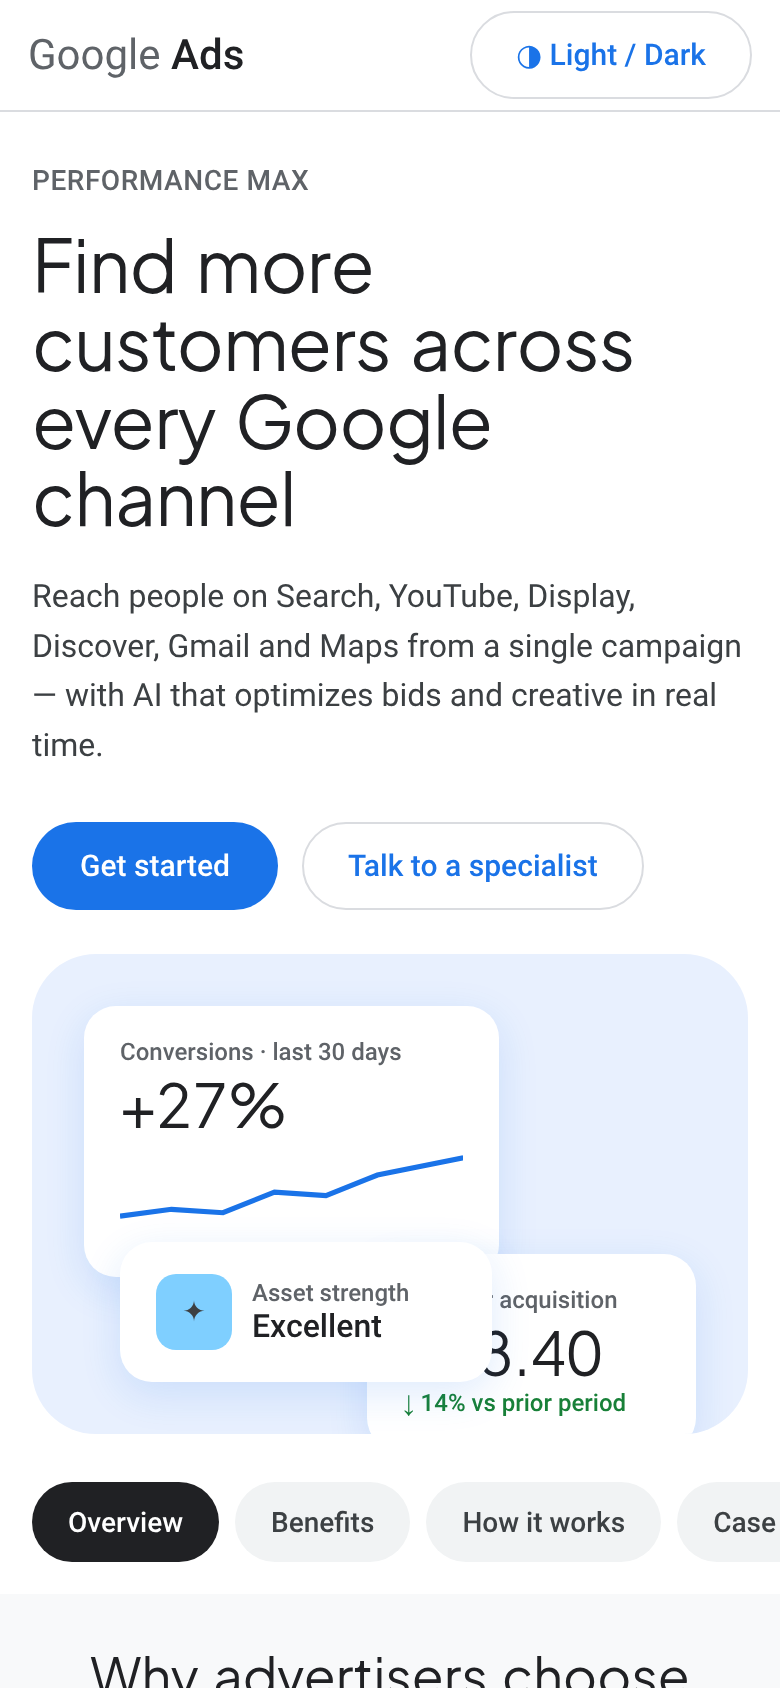 Google Ads
Light / Dark
PERFORMANCE MAX
Find more
customers across
every Google
channel
Reach people on Search, YouTube, Display,
Discover, Gmail and Maps from a single campaign
— with AI that optimizes bids and creative in real
time.
Get started
Talk to a specialist
Conversions · last 30 days
+27%
Asset strength
Excellent
acquisition
3.40
↓ 14% vs prior period
Overview
Benefits
How it works
Case
Why advertisers choose